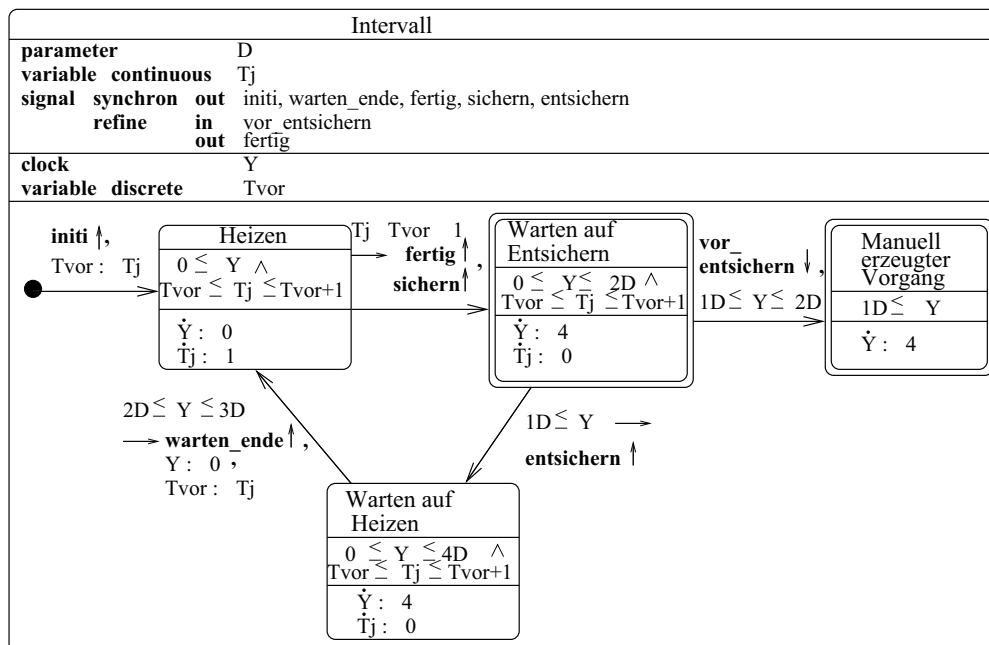 Intervall
parameter D
variable continuous Tj
signal synchron out initi, warten_ende, fertig, sichern, entsichern
refine in vor_entsichern
out fertig
clock Y
variable discrete Tvor
initi ↑,
Tvor : Tj
Heizen
0 ≤ Y ∧
Tvor ≤ Tj ≤ Tvor+1
Ẏ : 0
Ṫj : 1
Tj Tvor 1
→ fertig ↑,
sichern ↑
Warten auf
Entsichern
0 ≤ Y ≤ 2D ∧
Tvor ≤ Tj ≤ Tvor+1
Ẏ : 4
Ṫj : 0
vor_
entsichern ↓,
1D ≤ Y ≤ 2D
Manuell
erzeugter
Vorgang
1D ≤ Y
Ẏ : 4
2D ≤ Y ≤ 3D
→ warten_ende ↑,
Y : 0 ,
Tvor : Tj
1D ≤ Y →
entsichern ↑
Warten auf
Heizen
0 ≤ Y ≤ 4D ∧
Tvor ≤ Tj ≤ Tvor+1
Ẏ : 4
Ṫj : 0